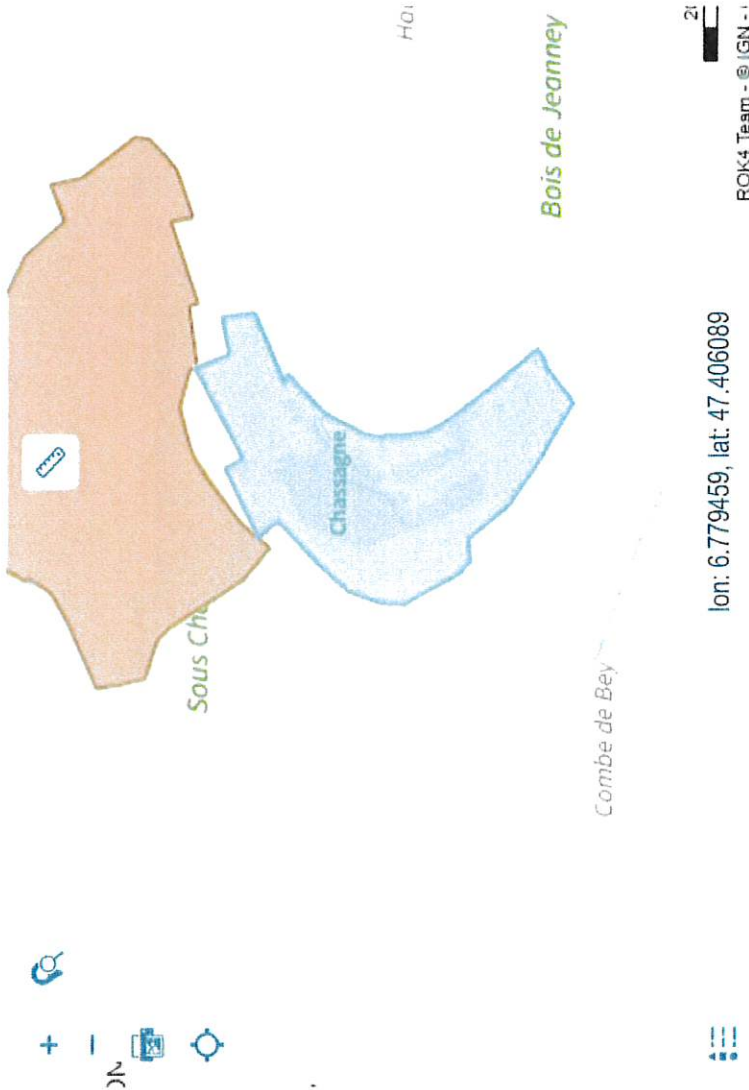 Sous Ch
Chassagne
Bois de Jeanney
Combe de Bey
lon: 6.779459, lat: 47.406089
ROK4 Team - © IGN -